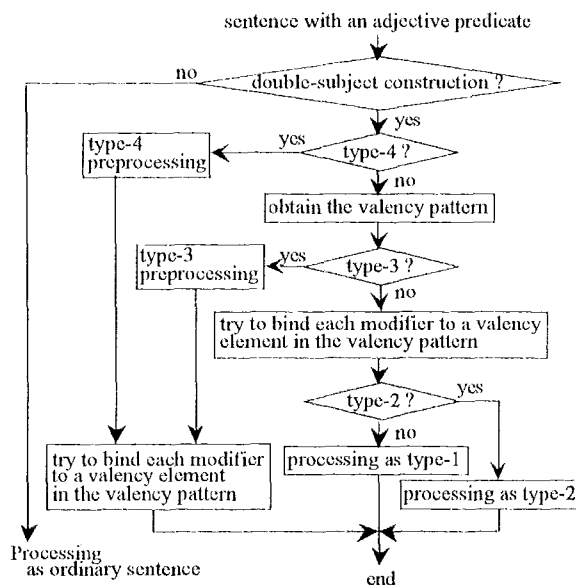 sentence with an adjective predicate
no
double-subject construction ?
yes
type-4
preprocessing
yes
type-4 ?
no
obtain the valency pattern
type-3
preprocessing
yes
type-3 ?
no
try to bind each modifier to a valency
element in the valency pattern
type-2 ?
yes
no
processing as type-1
try to bind each modifier
to a valency element
in the valency pattern
processing as type-2
Processing
as ordinary sentence
end